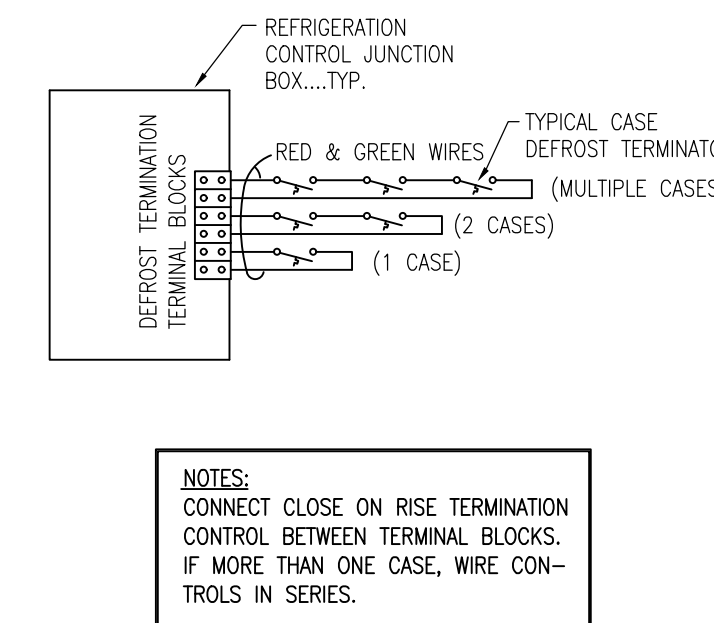 REFRIGERATION
CONTROL JUNCTION
BOX....TYP.
TYPICAL CASE
DEFROST TERMINATO
RED & GREEN WIRES
(MULTIPLE CASES
(2 CASES)
(1 CASE)
DEFROST TERMINATION
TERMINAL BLOCKS
NOTES:
CONNECT CLOSE ON RISE TERMINATION
CONTROL BETWEEN TERMINAL BLOCKS.
IF MORE THAN ONE CASE, WIRE CON-
TROLS IN SERIES.